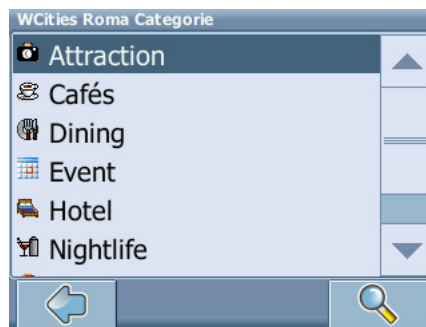 WCities Roma Categorie
Attraction
Cafés
Dining
Event
Hotel
Nightlife